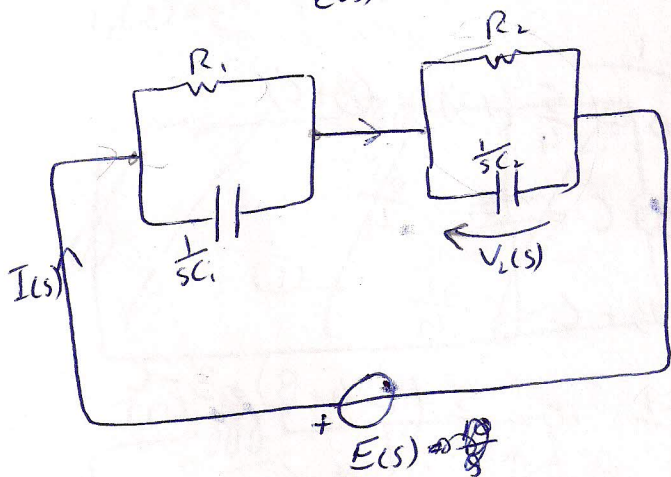 R₁
R₂
1/sC₁
1/sC₂
V₂(s)
I(s)
+
E(s) ⇒